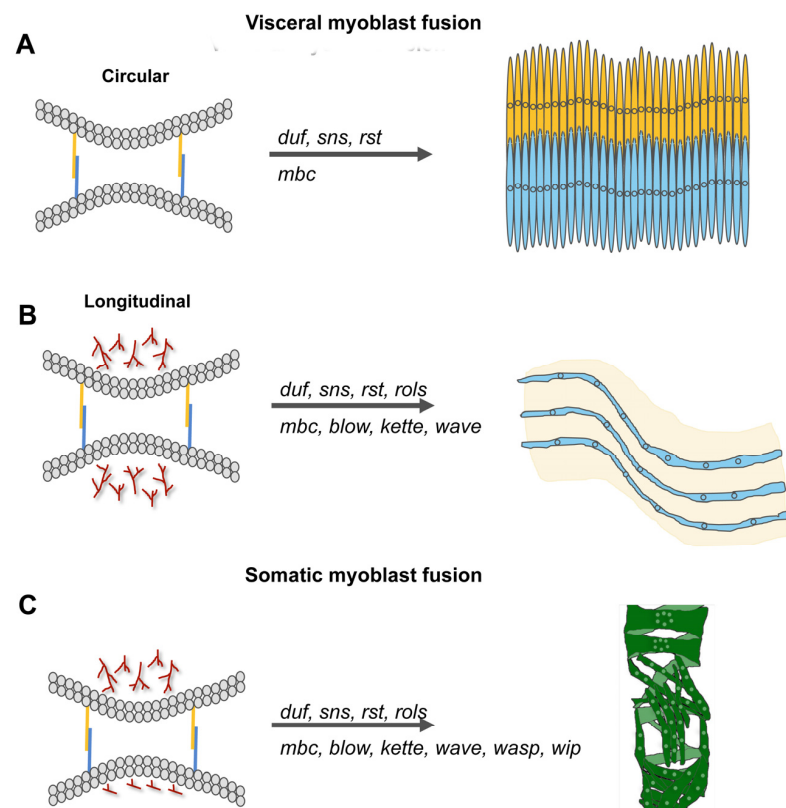 Visceral myoblast fusion
A
Circular
duf, sns, rst
mbc
B
Longitudinal
duf, sns, rst, rols
mbc, blow, kette, wave
Somatic myoblast fusion
C
duf, sns, rst, rols
mbc, blow, kette, wave, wasp, wip